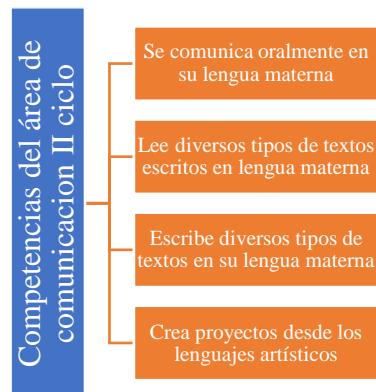 Competencias del área de
comunicacion II ciclo
Se comunica oralmente en
su lengua materna
Lee diversos tipos de textos
escritos en lengua materna
Escribe diversos tipos de
textos en su lengua materna
Crea proyectos desde los
lenguajes artísticos